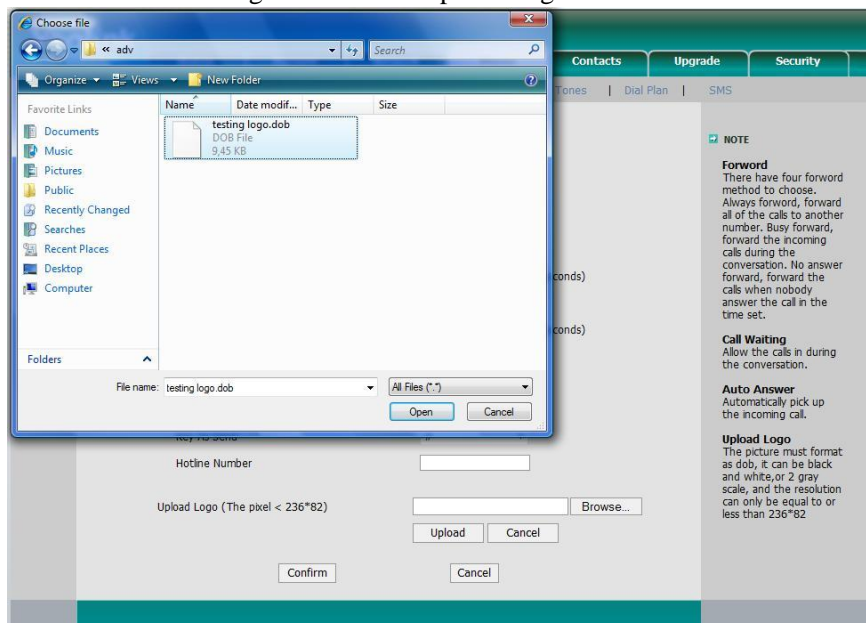 Choose file
« adv
Search
Organize Views New Folder
Favorite Links
Documents
Music
Pictures
Public
Recently Changed
Searches
Recent Places
Desktop
Computer
Folders
Name Date modif... Type Size
testing logo.dob
DOB File
9,45 KB
File name: testing logo.dob
All Files (*.*)
Open Cancel
Contacts Upgrade Security
Tones | Dial Plan | SMS
conds)
conds)
Hotline Number
Upload Logo (The pixel < 236*82)
Browse...
Upload Cancel
Confirm Cancel
NOTE
Forword
There have four forword
method to choose.
Always forword, forward
all of the calls to another
number. Busy forward,
forward the incoming
calls during the
conversation. No answer
forward, forward the
calls when nobody
answer the call in the
time set.
Call Waiting
Allow the calls in during
the conversation.
Auto Answer
Automatically pick up
the incoming call.
Upload Logo
The picture must format
as dob, it can be black
and white,or 2 gray
scale, and the resolution
can only be equal to or
less than 236*82